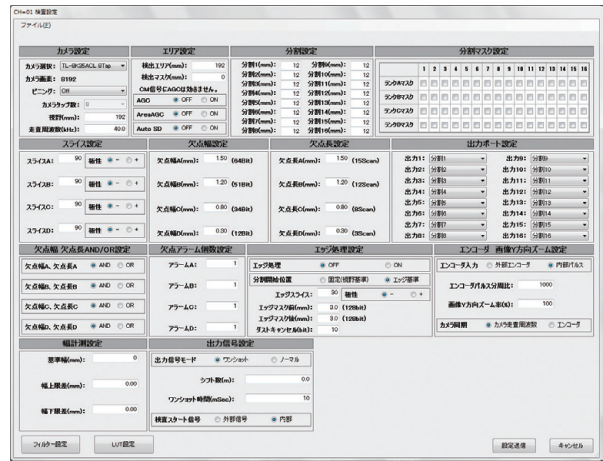 CH=01 検査設定
ファイル(E)
カメラ設定
カメラ選択: TL-8K25ACL 8Tap
カメラ画素: 8192
ビニング: Off
カメラタップ数: 8
視野(mm): 192
走査周波数(kHz): 40.0
エリア設定
検出エリア(mm): 192
検出マスク(mm): 0
CM信号にAGCは効きません。
AGC OFF ON
AreaAGC OFF ON
Auto SD OFF ON
分割設定
分割1(mm): 12 分割9(mm): 12
分割2(mm): 12 分割10(mm): 12
分割3(mm): 12 分割11(mm): 12
分割4(mm): 12 分割12(mm): 12
分割5(mm): 12 分割13(mm): 12
分割6(mm): 12 分割14(mm): 12
分割7(mm): 12 分割15(mm): 12
分割8(mm): 12 分割16(mm): 12
分割マスク設定
1 2 3 4 5 6 7 8 9 10 11 12 13 14 15 16
ランクAマスク
ランクBマスク
ランクCマスク
ランクDマスク
スライス設定
スライスA: 90 極性 - +
スライスB: 90 極性 - +
スライスC: 90 極性 - +
スライスD: 90 極性 - +
欠点幅設定
欠点幅A(mm): 1.50 (64Bit)
欠点幅B(mm): 1.20 (51Bit)
欠点幅C(mm): 0.80 (34Bit)
欠点幅D(mm): 0.30 (12Bit)
欠点長設定
欠点長A(mm): 1.50 (15Scan)
欠点長B(mm): 1.20 (12Scan)
欠点長C(mm): 0.80 (8Scan)
欠点長D(mm): 0.30 (3Scan)
出力ポート設定
出力1: 分割1 出力9: 分割9
出力2: 分割2 出力10: 分割10
出力3: 分割3 出力11: 分割11
出力4: 分割4 出力12: 分割12
出力5: 分割5 出力13: 分割13
出力6: 分割6 出力14: 分割14
出力7: 分割7 出力15: 分割15
出力8: 分割8 出力16: 分割16
欠点幅 欠点長AND/OR設定
欠点幅A、欠点長A AND OR
欠点幅B、欠点長B AND OR
欠点幅C、欠点長C AND OR
欠点幅D、欠点長D AND OR
欠点アラーム個数設定
アラームA: 1
アラームB: 1
アラームC: 1
アラームD: 1
エッジ処理設定
エッジ処理 OFF ON
分割開始位置 固定(視野基準) エッジ基準
エッジスライス: 30 極性 - +
エッジマスク前(mm): 3.0 (128bit)
エッジマスク後(mm): 3.0 (128bit)
ダストキャンセル(bit): 10
エンコーダ 画像Y方向ズーム設定
エンコーダ入力 外部エンコーダ 内部パルス
エンコーダパルス分周比: 1000
画像Y方向ズーム率(%): 100
カメラ同期 カメラ走査周波数 エンコーダ
幅計測設定
基準幅(mm): 0
幅上限差(mm): 0.00
幅下限差(mm): 0.00
出力信号設定
出力信号モード ワンショット ノーマル
シフト数(m): 0.0
ワンショット時間(mSec): 10
検査スタート信号 外部信号 内部
フィルター設定 LUT設定 設定送信 キャンセル